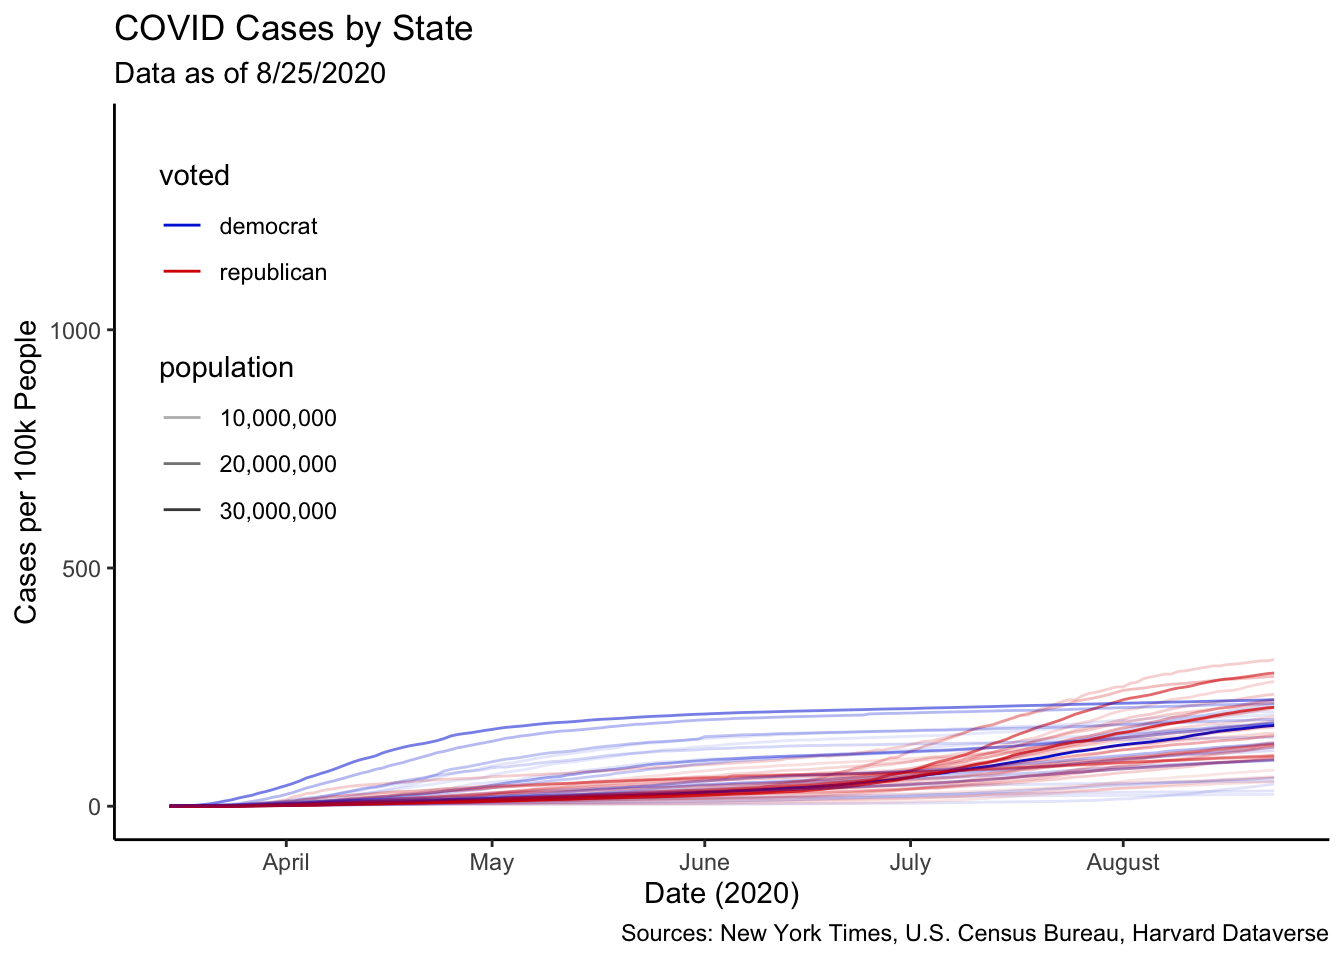 COVID Cases by State
Data as of 8/25/2020
voted
democrat
republican
population
10,000,000
20,000,000
30,000,000
Cases per 100k People
1000
500
0
April May June July August
Date (2020)
Sources: New York Times, U.S. Census Bureau, Harvard Dataverse